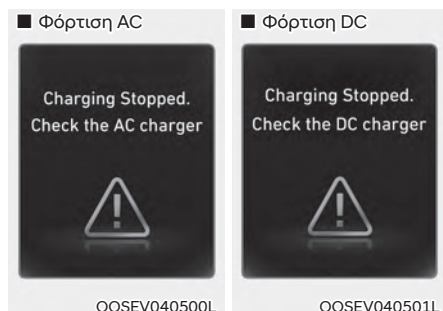 ■ Φόρτιση AC
Charging Stopped.
Check the AC charger
OOSEV040500L
■ Φόρτιση DC
Charging Stopped.
Check the DC charger
OOSEV040501L